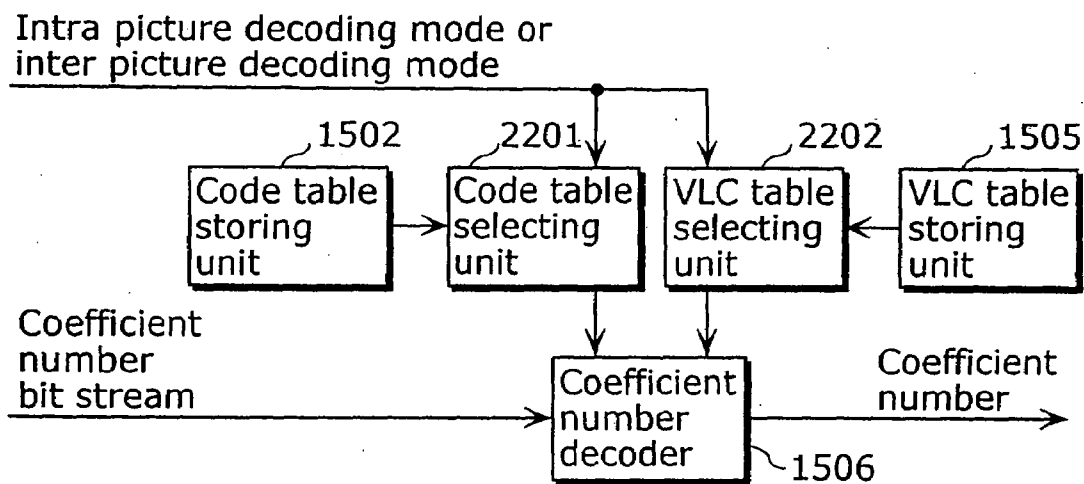 Intra picture decoding mode or
inter picture decoding mode
1502
2201
2202
1505
Code table
storing
unit
Code table
selecting
unit
VLC table
selecting
unit
VLC table
storing
unit
Coefficient
number
bit stream
Coefficient
number
decoder
Coefficient
number
1506